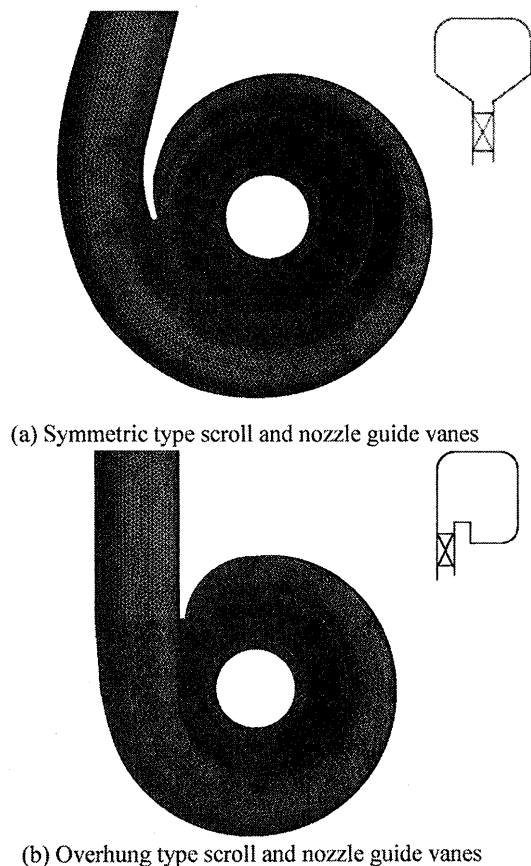 (a) Symmetric type scroll and nozzle guide vanes
(b) Overhung type scroll and nozzle guide vanes